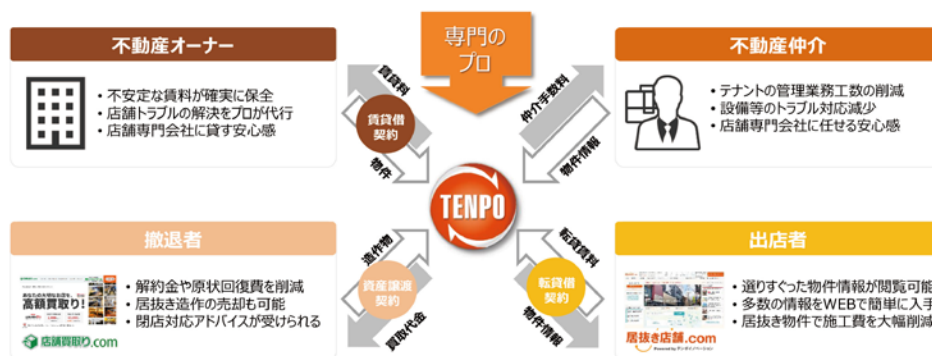 専門の
プロ
不動産オーナー
・不安定な賃料が確実に保全
・店舗トラブルの解決をプロが代行
・店舗専門会社に貸す安心感
不動産仲介
・テナントの管理業務工数の削減
・設備等のトラブル対応減少
・店舗専門会社に任せる安心感
賃貸料
賃貸借
契約
物件
仲介手数料
物件情報
TENPO
撤退者
高額買取り!
店舗買取り.com
・解約金や原状回復費を削減
・居抜き造作の売却も可能
・閉店対応アドバイスが受けられる
造作物
資産譲渡
契約
買取代金
転貸賃料
転貸借
契約
物件情報
出店者
居抜き店舗.com
・選りすぐった物件情報が閲覧可能
・多数の情報をWEBで簡単に入手
・居抜き物件で施工費を大幅削減